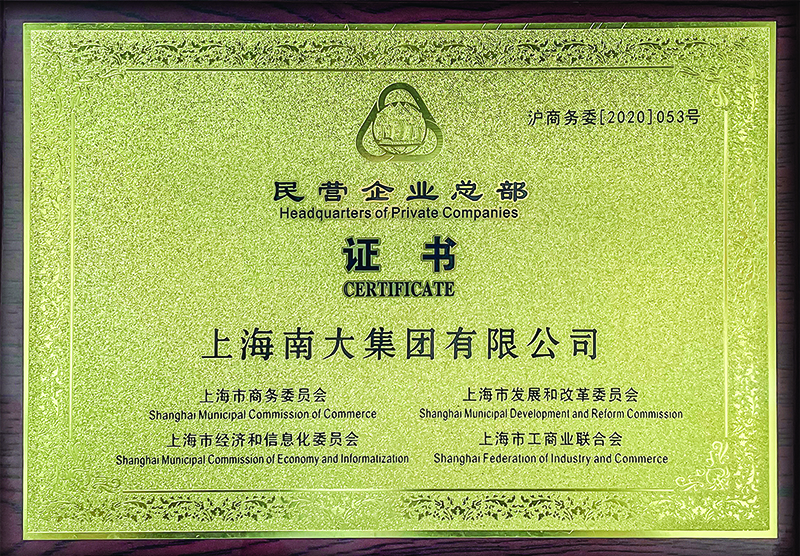 沪商务委[2020]053号
民营企业总部
Headquarters of Private Companies
证书
CERTIFICATE
上海南大集团有限公司
上海市商务委员会
Shanghai Municipal Commission of Commerce
上海市发展和改革委员会
Shanghai Municipal Development and Reform Commission
上海市经济和信息化委员会
Shanghai Municipal Commission of Economy and Informatization
上海市工商业联合会
Shanghai Federation of Industry and Commerce